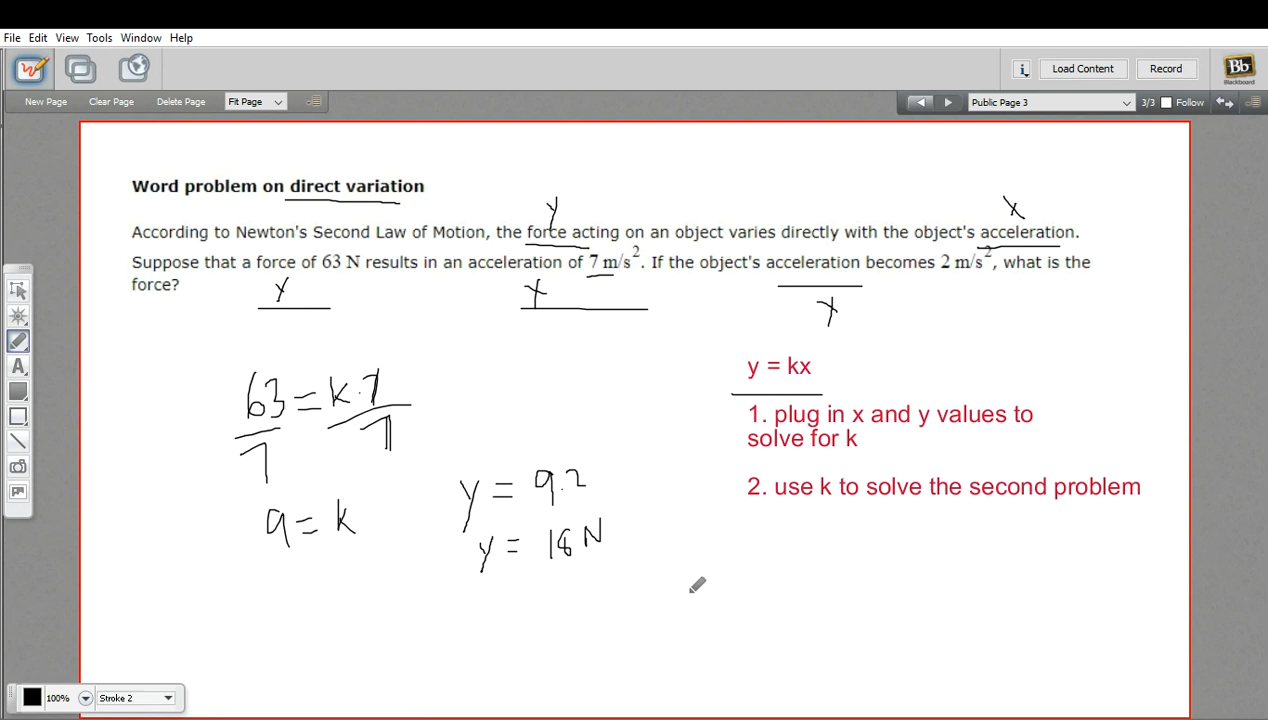 File Edit View Tools Window Help
Load Content Record Bb
Blackboard
New Page Clear Page Delete Page Fit Page Public Page 3 3/3 Follow
Word problem on direct variation
y x
According to Newton's Second Law of Motion, the force acting on an object varies directly with the object's acceleration.
Suppose that a force of 63 N results in an acceleration of 7 m/s². If the object's acceleration becomes 2 m/s², what is the
force?
y x x
y = kx
63 = k·7
7 7
1. plug in x and y values to
solve for k
2. use k to solve the second problem
y = 9·2
9 = k
y = 18 N
100% Stroke 2